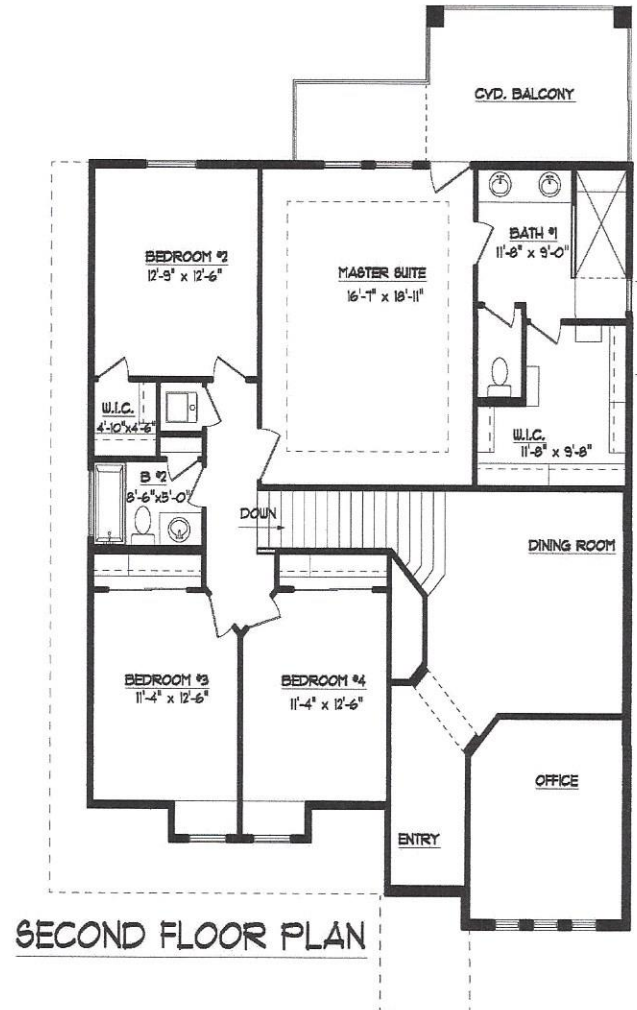 CVD. BALCONY
BEDROOM #2
12'-9" x 12'-6"
MASTER SUITE
16'-7" x 18'-11"
BATH #1
11'-8" x 9'-0"
W.I.C.
4'-10"x4'-6"
W.I.C.
11'-8" x 9'-8"
B #2
8'-6"x5'-0"
DOWN
DINING ROOM
BEDROOM #3
11'-4" x 12'-6"
BEDROOM #4
11'-4" x 12'-6"
OFFICE
ENTRY
SECOND FLOOR PLAN